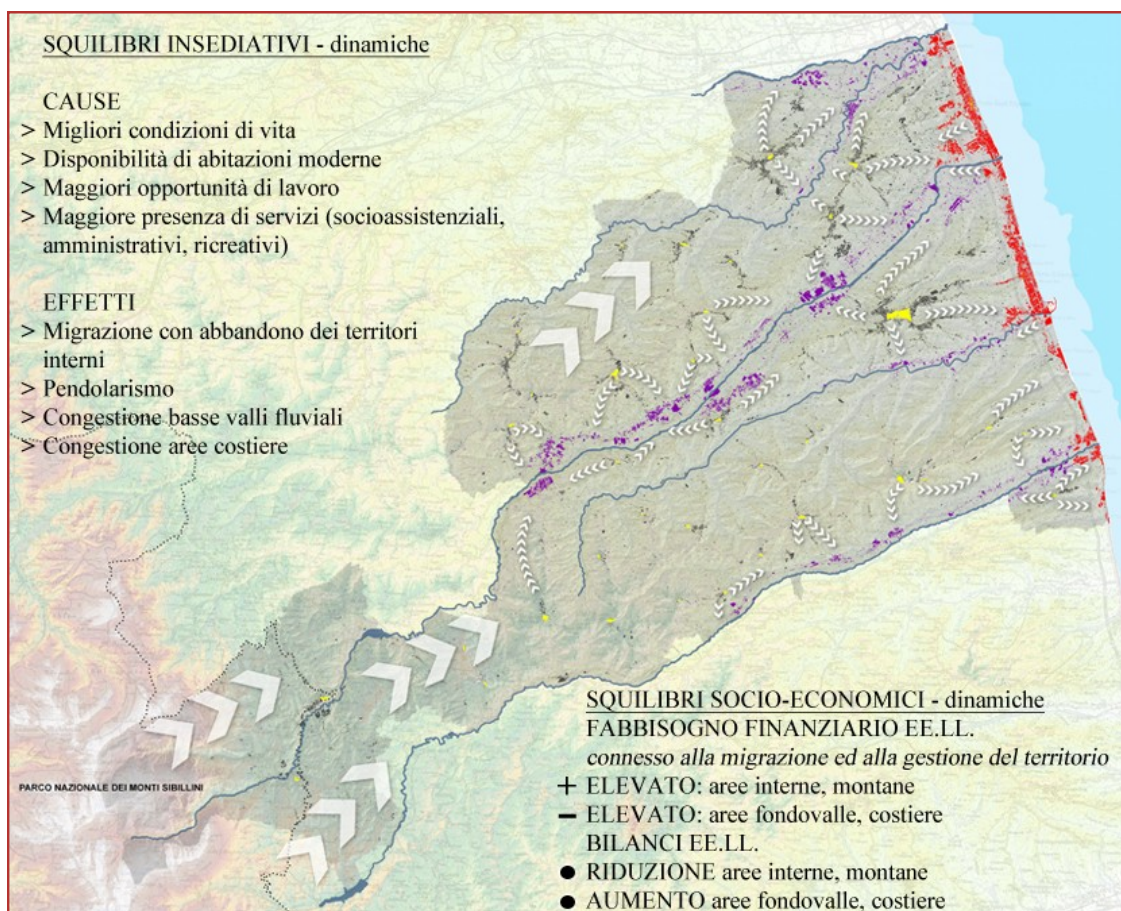 SQUILIBRI INSEDIATIVI - dinamiche
CAUSE
> Migliori condizioni di vita
> Disponibilità di abitazioni moderne
> Maggiori opportunità di lavoro
> Maggiore presenza di servizi (socioassistenziali,
amministrativi, ricreativi)
EFFETTI
> Migrazione con abbandono dei territori
interni
> Pendolarismo
> Congestione basse valli fluviali
> Congestione aree costiere
PARCO NAZIONALE DEI MONTI SIBILLINI
SQUILIBRI SOCIO-ECONOMICI - dinamiche
FABBISOGNO FINANZIARIO EE.LL.
connesso alla migrazione ed alla gestione del territorio
+ ELEVATO: aree interne, montane
- ELEVATO: aree fondovalle, costiere
BILANCI EE.LL.
● RIDUZIONE aree interne, montane
● AUMENTO aree fondovalle, costiere